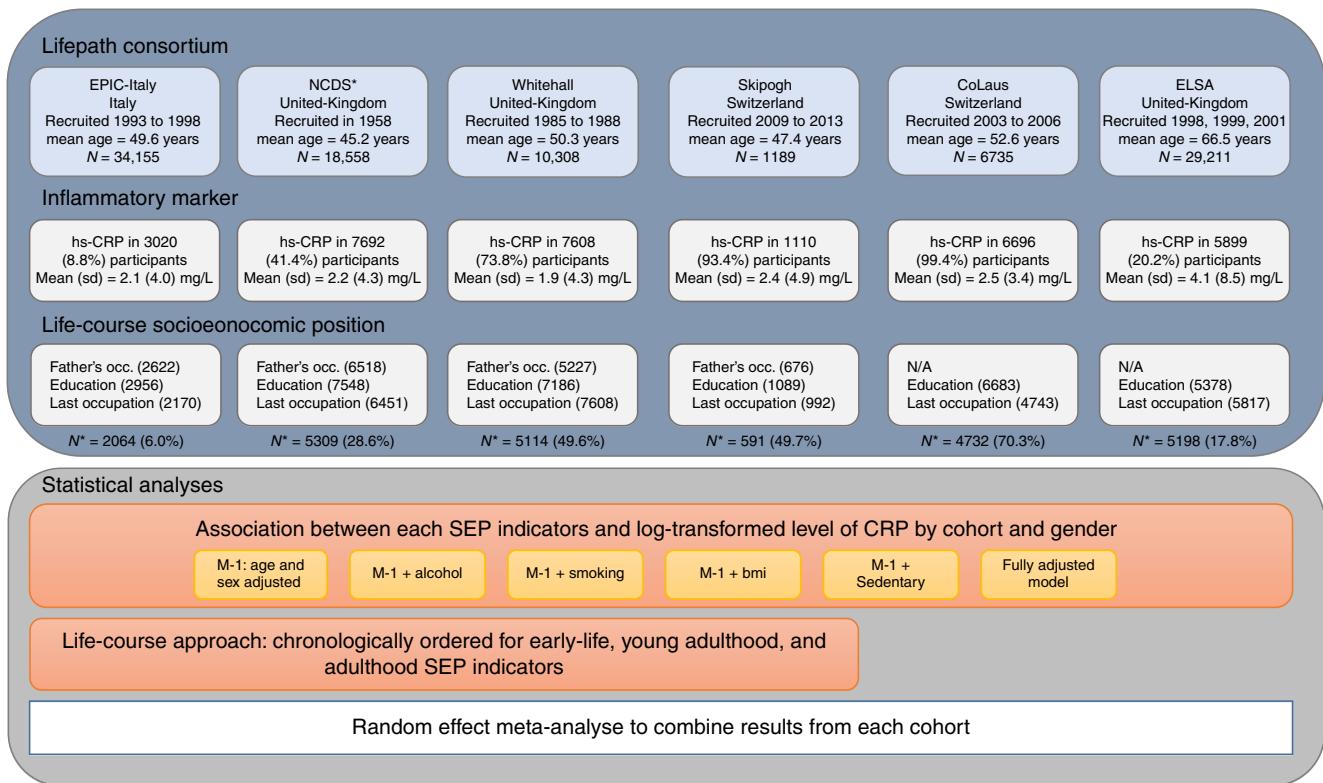 Lifepath consortium
EPIC-Italy
Italy
Recruited 1993 to 1998
mean age = 49.6 years
N = 34,155
NCDS*
United-Kingdom
Recruited in 1958
mean age = 45.2 years
N = 18,558
Whitehall
United-Kingdom
Recruited 1985 to 1988
mean age = 50.3 years
N = 10,308
Skipogh
Switzerland
Recruited 2009 to 2013
mean age = 47.4 years
N = 1189
CoLaus
Switzerland
Recruited 2003 to 2006
mean age = 52.6 years
N = 6735
ELSA
United-Kingdom
Recruited 1998, 1999, 2001
mean age = 66.5 years
N = 29,211
Inflammatory marker
hs-CRP in 3020
(8.8%) participants
Mean (sd) = 2.1 (4.0) mg/L
hs-CRP in 7692
(41.4%) participants
Mean (sd) = 2.2 (4.3) mg/L
hs-CRP in 7608
(73.8%) participants
Mean (sd) = 1.9 (4.3) mg/L
hs-CRP in 1110
(93.4%) participants
Mean (sd) = 2.4 (4.9) mg/L
hs-CRP in 6696
(99.4%) participants
Mean (sd) = 2.5 (3.4) mg/L
hs-CRP in 5899
(20.2%) participants
Mean (sd) = 4.1 (8.5) mg/L
Life-course socioeonocomic position
Father's occ. (2622)
Education (2956)
Last occupation (2170)
Father's occ. (6518)
Education (7548)
Last occupation (6451)
Father's occ. (5227)
Education (7186)
Last occupation (7608)
Father's occ. (676)
Education (1089)
Last occupation (992)
N/A
Education (6683)
Last occupation (4743)
N/A
Education (5378)
Last occupation (5817)
N* = 2064 (6.0%)
N* = 5309 (28.6%)
N* = 5114 (49.6%)
N* = 591 (49.7%)
N* = 4732 (70.3%)
N* = 5198 (17.8%)
Statistical analyses
Association between each SEP indicators and log-transformed level of CRP by cohort and gender
M-1: age and
sex adjusted
M-1 + alcohol
M-1 + smoking
M-1 + bmi
M-1 +
Sedentary
Fully adjusted
model
Life-course approach: chronologically ordered for early-life, young adulthood, and
adulthood SEP indicators
Random effect meta-analyse to combine results from each cohort